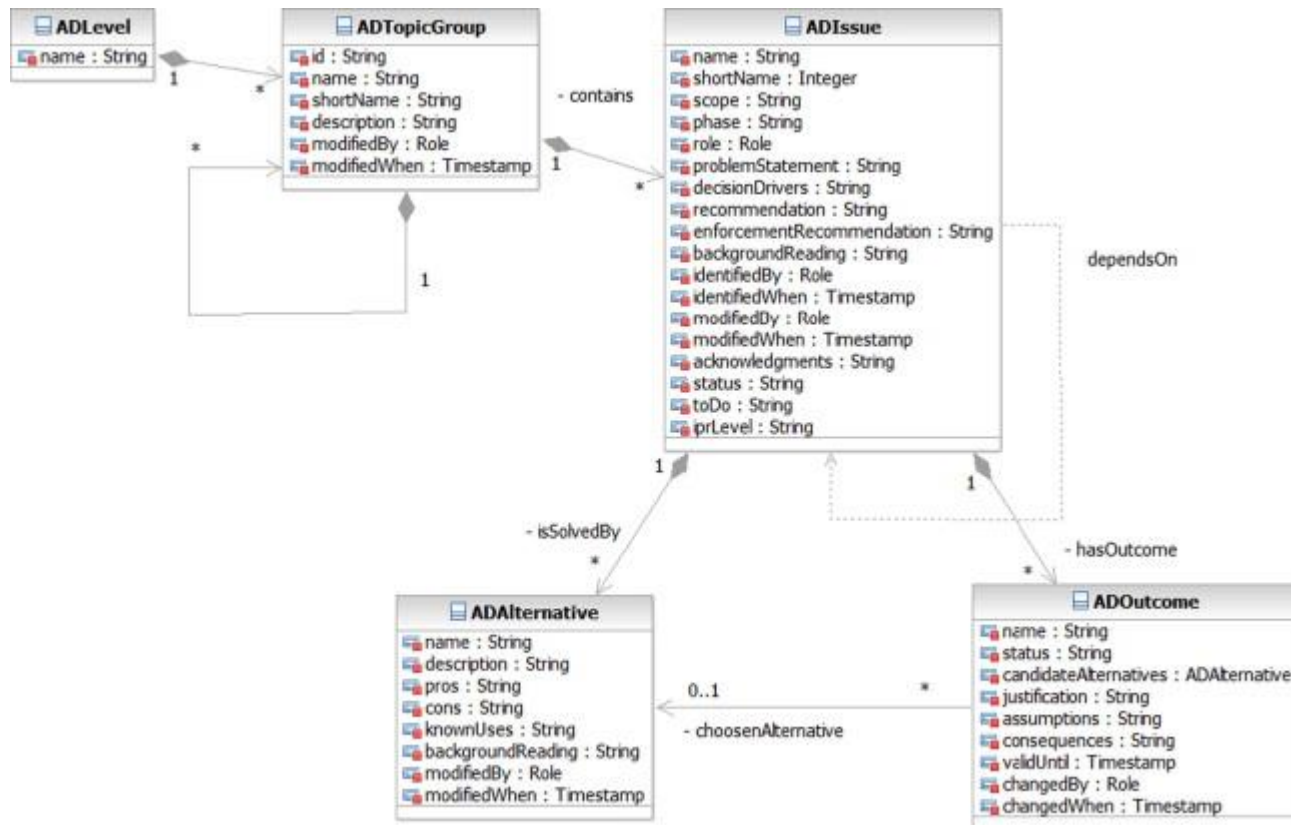 ADLevel
name : String
1
*
ADTopicGroup
id : String
name : String
shortName : String
description : String
modifiedBy : Role
modifiedWhen : Timestamp
*
1
- contains
1
*
ADIssue
name : String
shortName : Integer
scope : String
phase : String
role : Role
problemStatement : String
decisionDrivers : String
recommendation : String
enforcementRecommendation : String
backgroundReading : String
identifiedBy : Role
identifiedWhen : Timestamp
modifiedBy : Role
modifiedWhen : Timestamp
acknowledgments : String
status : String
toDo : String
iprLevel : String
dependsOn
1
- isSolvedBy
*
1
- hasOutcome
*
ADAlternative
name : String
description : String
pros : String
cons : String
knownUses : String
backgroundReading : String
modifiedBy : Role
modifiedWhen : Timestamp
0..1
*
- choosenAlternative
ADOutcome
name : String
status : String
candidateAlternatives : ADAlternative
justification : String
assumptions : String
consequences : String
validUntil : Timestamp
changedBy : Role
changedWhen : Timestamp